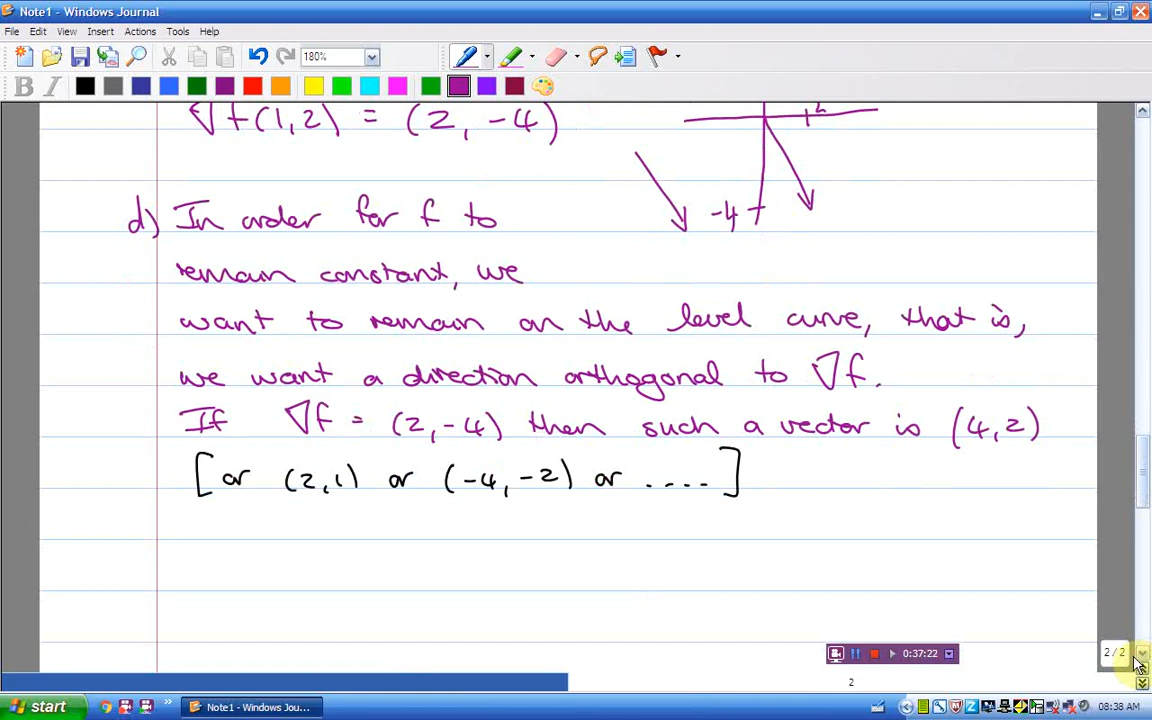 Note1 - Windows Journal
File Edit View Insert Actions Tools Help
180%
B I
∇f(1,2) = (2, -4)
-4
d) In order for f to
remain constant, we
want to remain on the level curve, that is,
we want a direction orthogonal to ∇f.
If ∇f = (2,-4) then such a vector is (4,2)
[or (2,1) or (-4,-2) or ....]
0:37:22
2 / 2
2
start
Note1 - Windows Jou...
08:38 AM